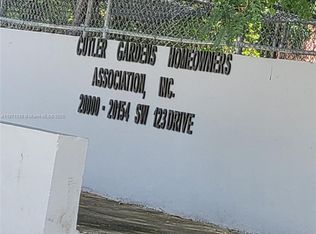 CUTLER GARDENS HOMEOWNERS
ASSOCIATION, INC.
20000 - 20154 SW 123 DRIVE